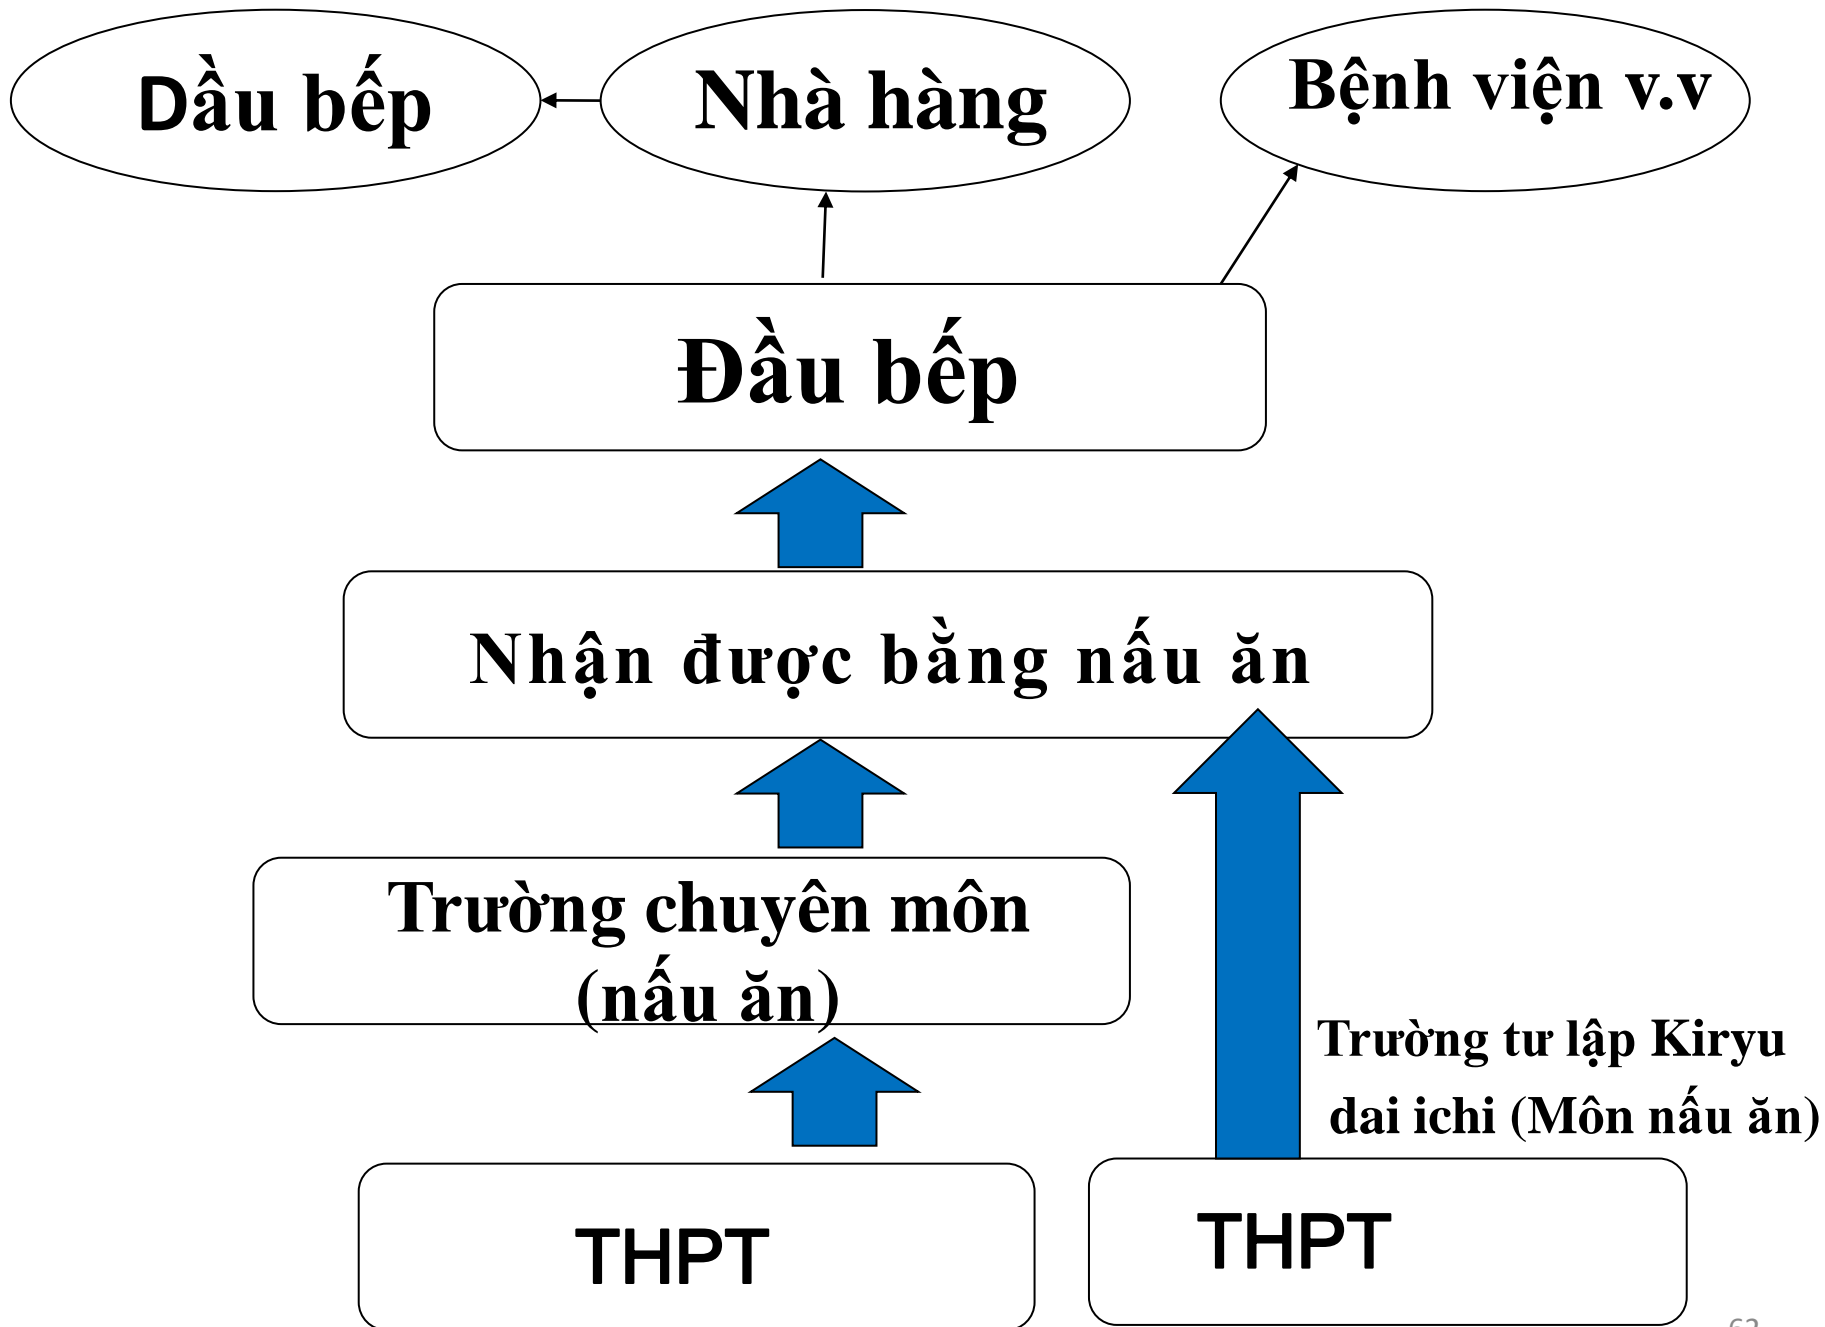 Dầu bếp
Nhà hàng
Bệnh viện v.v
Đầu bếp
Nhận được bằng nấu ăn
Trường chuyên môn
(nấu ăn)
Trường tư lập Kiryu
dai ichi (Môn nấu ăn)
THPT
THPT